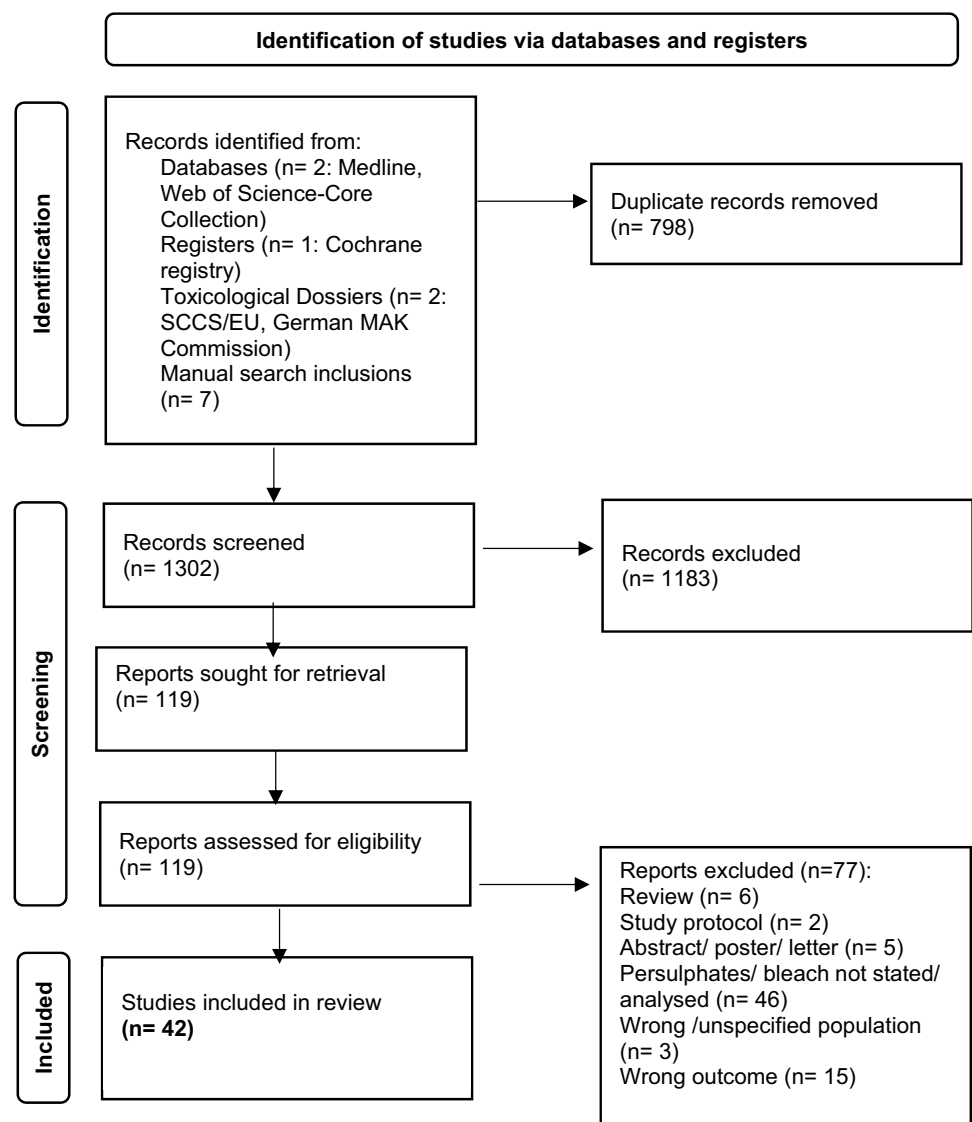 Identification of studies via databases and registers
Identification
Records identified from:
Databases (n= 2: Medline,
Web of Science-Core
Collection)
Registers (n= 1: Cochrane
registry)
Toxicological Dossiers (n= 2:
SCCS/EU, German MAK
Commission)
Manual search inclusions
(n= 7)
Duplicate records removed
(n= 798)
Screening
Records screened
(n= 1302)
Records excluded
(n= 1183)
Reports sought for retrieval
(n= 119)
Reports assessed for eligibility
(n= 119)
Reports excluded (n=77):
Review (n= 6)
Study protocol (n= 2)
Abstract/ poster/ letter (n= 5)
Persulphates/ bleach not stated/
analysed (n= 46)
Wrong /unspecified population
(n= 3)
Wrong outcome (n= 15)
Included
Studies included in review
(n= 42)